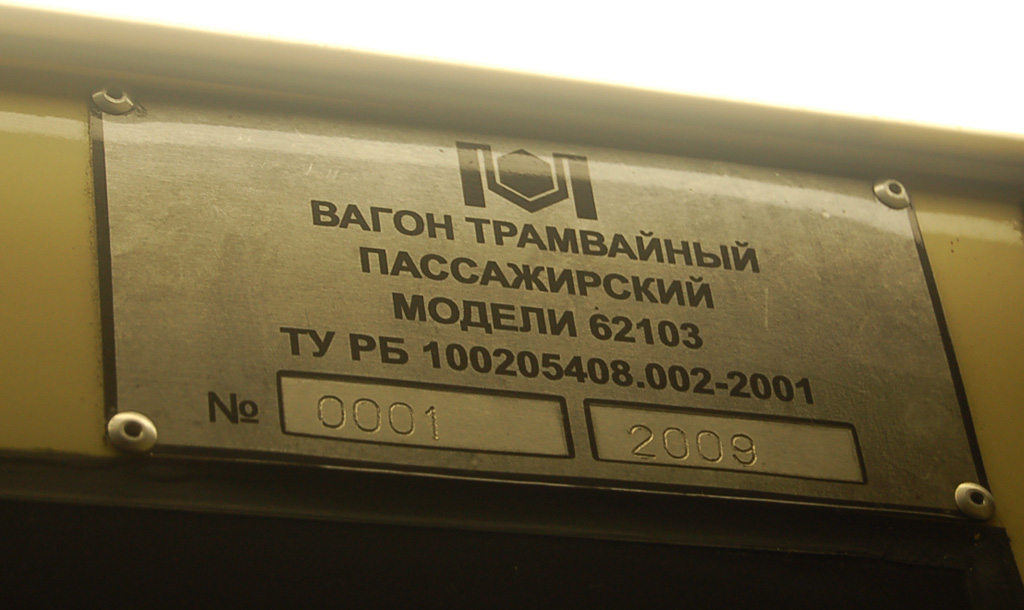 ВАГОН ТРАМВАЙНЫЙ
ПАССАЖИРСКИЙ
МОДЕЛИ 62103
ТУ РБ 100205408.002-2001
№ 0001 2009